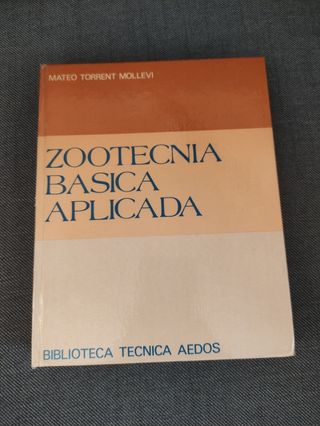 MATEO TORRENT MOLLEVI
ZOOTECNIA
BASICA
APLICADA
BIBLIOTECA TECNICA AEDOS